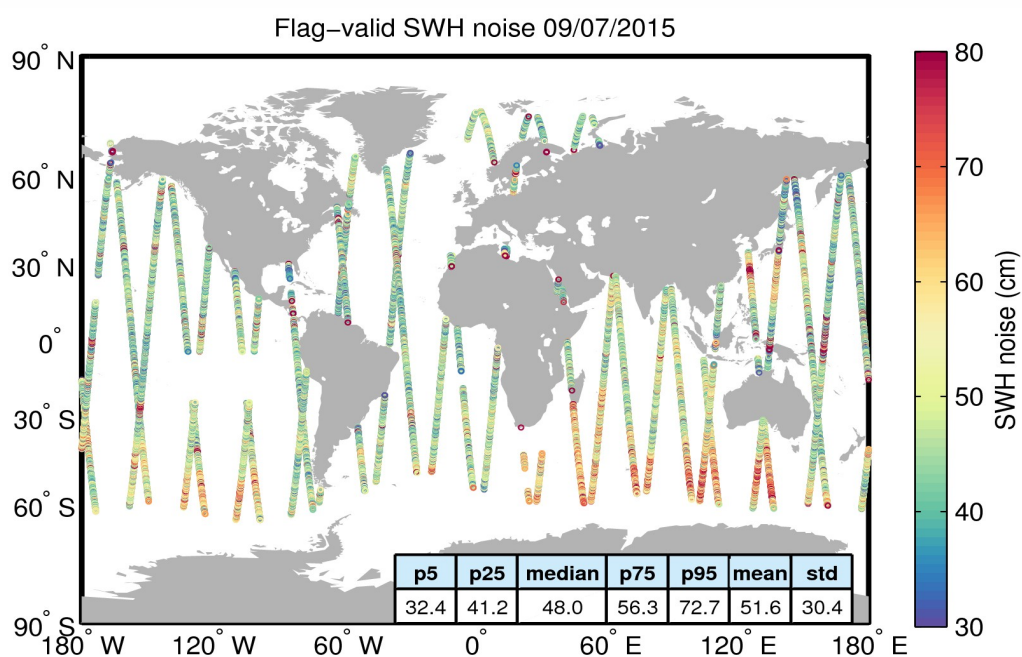 Flag−valid SWH noise 09/07/2015
90° N
60° N
30° N
0°
30° S
60° S
90° S
180° W
120° W
60° W
0°
60° E
120° E
180° E
80
70
60
50
40
30
SWH noise (cm)
p5 p25 median p75 p95 mean std
32.4 41.2 48.0 56.3 72.7 51.6 30.4